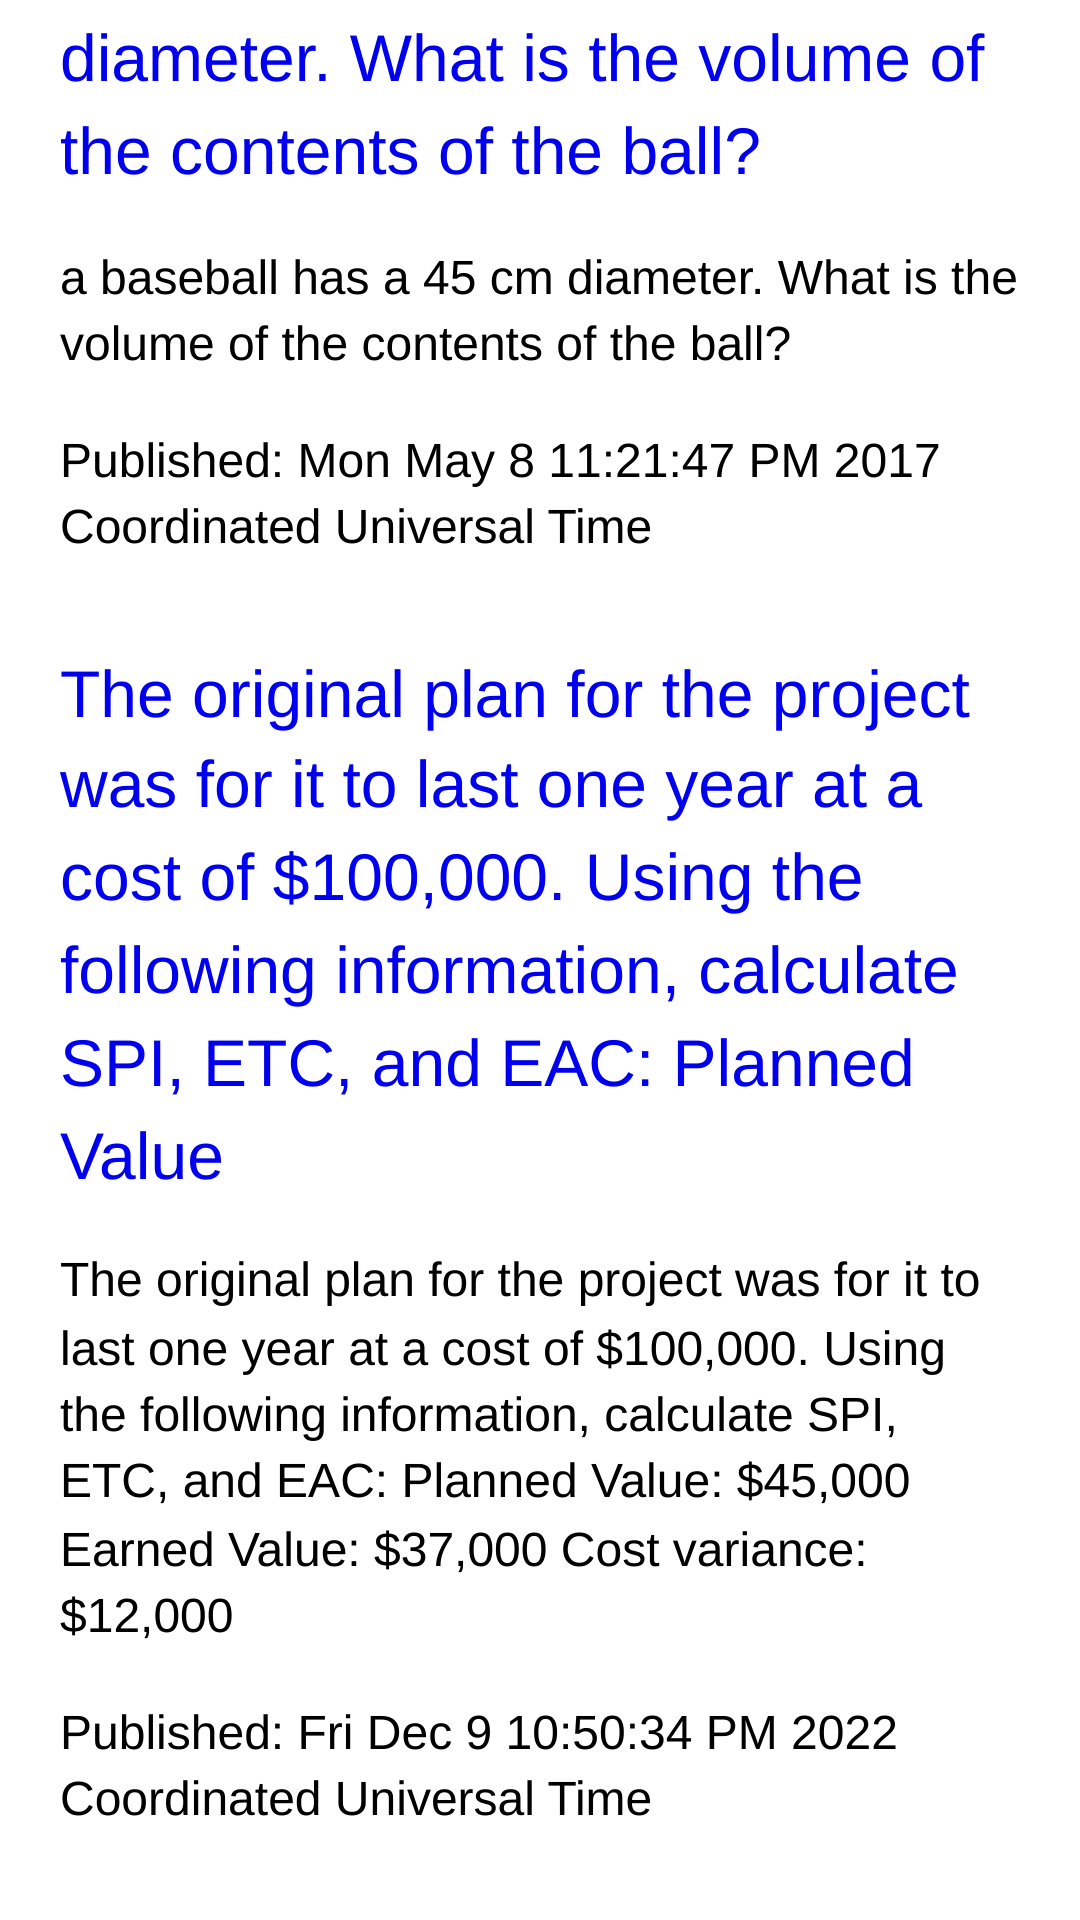 diameter. What is the volume of
the contents of the ball?
a baseball has a 45 cm diameter. What is the
volume of the contents of the ball?
Published: Mon May 8 11:21:47 PM 2017
Coordinated Universal Time
The original plan for the project
was for it to last one year at a
cost of $100,000. Using the
following information, calculate
SPI, ETC, and EAC: Planned
Value
The original plan for the project was for it to
last one year at a cost of $100,000. Using
the following information, calculate SPI,
ETC, and EAC: Planned Value: $45,000
Earned Value: $37,000 Cost variance:
$12,000
Published: Fri Dec 9 10:50:34 PM 2022
Coordinated Universal Time